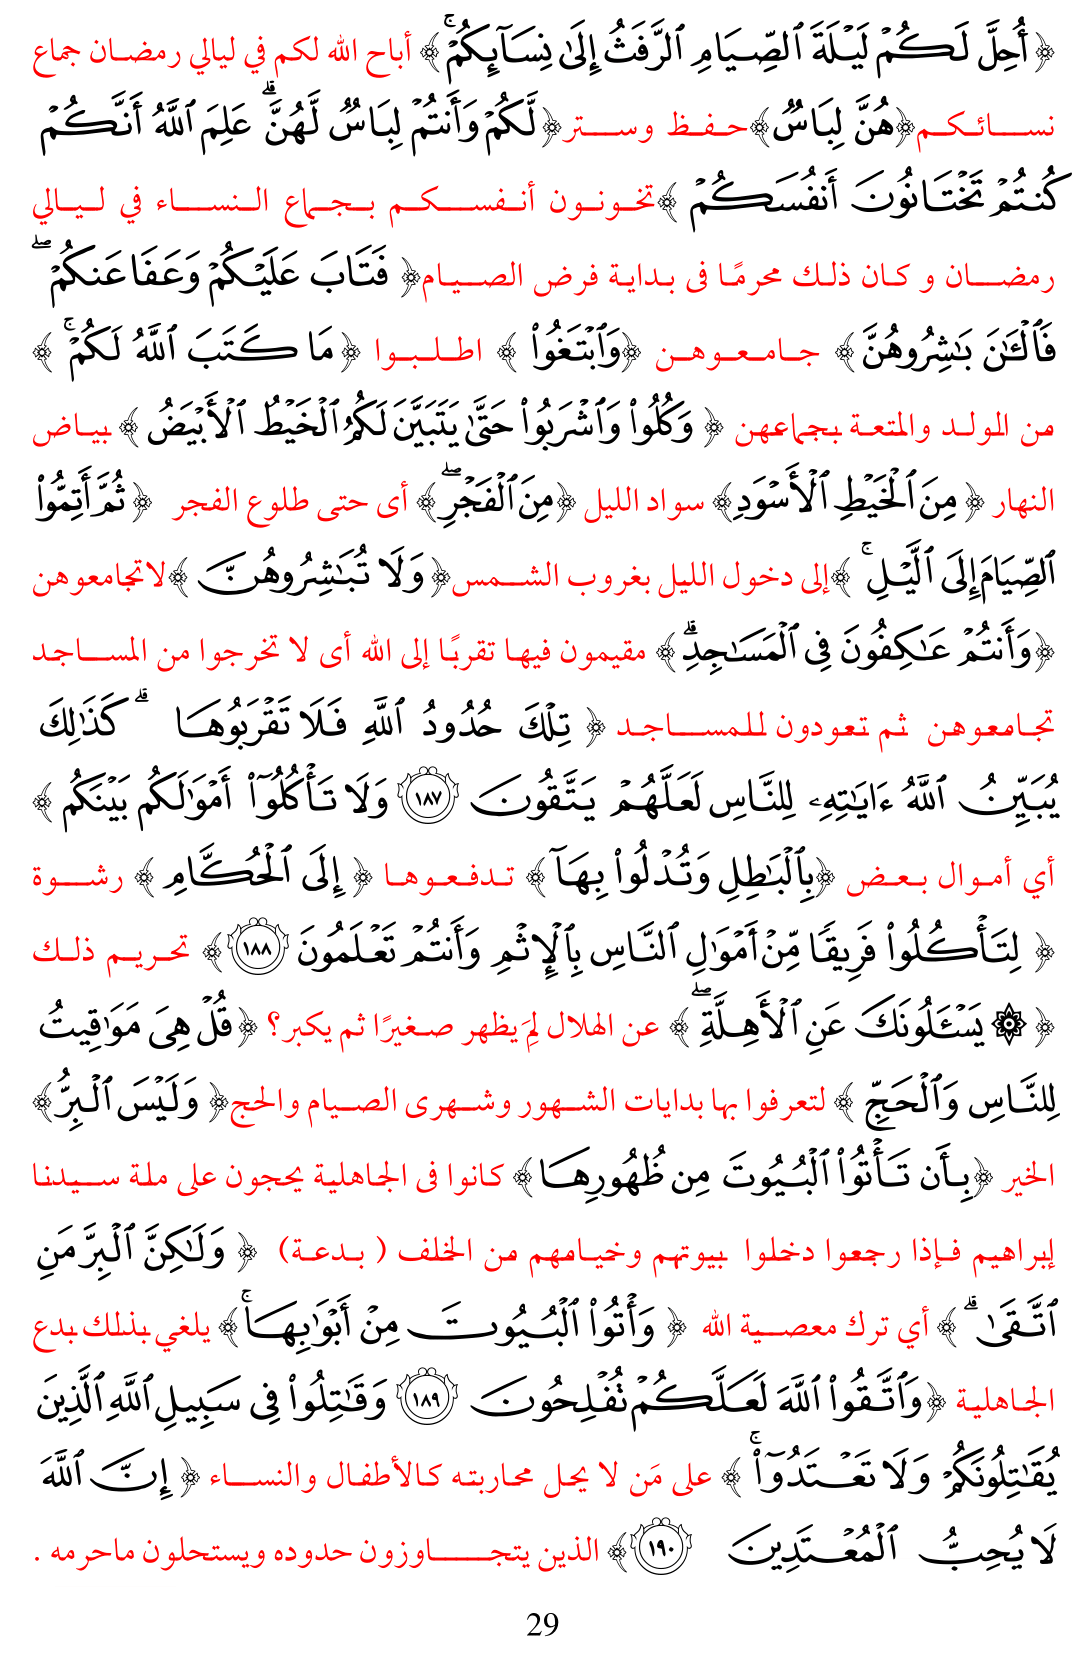 ﴿ أُحِلَّ لَكُمۡ لَيۡلَةَ ٱلصِّيَامِ ٱلرَّفَثُ إِلَىٰ نِسَآئِكُمۡۚ ﴾ أباح الله لكم في ليالي رمضان جماع
نسائكم ﴿هُنَّ لِبَاسٞ﴾ حفظ وستر ﴿لَّكُمۡ وَأَنتُمۡ لِبَاسٞ لَّهُنَّۗ عَلِمَ ٱللَّهُ أَنَّكُمۡ
كُنتُمۡ تَخۡتَانُونَ أَنفُسَكُمۡ ﴾ تخونون أنفسكم بجماع النساء في ليالي
رمضان و كان ذلك محرمًا فى بداية فرض الصيام ﴿ فَتَابَ عَلَيۡكُمۡ وَعَفَا عَنكُمۡۖ
فَٱلۡـَٰٔنَ بَٰشِرُوهُنَّ ﴾ جامعوهن ﴿وَٱبۡتَغُواْ ﴾ اطلبوا ﴿ مَا كَتَبَ ٱللَّهُ لَكُمۡۚ ﴾
من الولد والمتعة بجماعهن ﴿ وَكُلُواْ وَٱشۡرَبُواْ حَتَّىٰ يَتَبَيَّنَ لَكُمُ ٱلۡخَيۡطُ ٱلۡأَبۡيَضُ ﴾ بياض
النهار ﴿ مِنَ ٱلۡخَيۡطِ ٱلۡأَسۡوَدِ﴾ سواد الليل ﴿مِنَ ٱلۡفَجۡرِۖ﴾ أى حتى طلوع الفجر ﴿ ثُمَّ أَتِمُّواْ
ٱلصِّيَامَ إِلَى ٱلَّيۡلِۚ ﴾إلى دخول الليل بغروب الشمس ﴿ وَلَا تُبَٰشِرُوهُنَّ ﴾لاتجامعوهن
﴿وَأَنتُمۡ عَٰكِفُونَ فِي ٱلۡمَسَٰجِدِۗ ﴾ مقيمون فيها تقربًا إلى الله أى لا تخرجوا من المساجد
تجامعوهن ثم تعودون للمساجد ﴿ تِلۡكَ حُدُودُ ٱللَّهِ فَلَا تَقۡرَبُوهَاۗ كَذَٰلِكَ
يُبَيِّنُ ٱللَّهُ ءَايَٰتِهِۦ لِلنَّاسِ لَعَلَّهُمۡ يَتَّقُونَ ١٨٧ وَلَا تَأۡكُلُوٓاْ أَمۡوَٰلَكُم بَيۡنَكُم ﴾
أي أموال بعض ﴿بِٱلۡبَٰطِلِ وَتُدۡلُواْ بِهَآ ﴾ تدفعوها ﴿ إِلَى ٱلۡحُكَّامِ ﴾ رشوة
﴿ لِتَأۡكُلُواْ فَرِيقٗا مِّنۡ أَمۡوَٰلِ ٱلنَّاسِ بِٱلۡإِثۡمِ وَأَنتُمۡ تَعۡلَمُونَ ١٨٨ ﴾ تحريم ذلك
﴿ ۞ يَسۡـَٔلُونَكَ عَنِ ٱلۡأَهِلَّةِۖ ﴾ عن الهلال لِمَ يظهر صغيرًا ثم يكبر؟ ﴿ قُلۡ هِيَ مَوَٰقِيتُ
لِلنَّاسِ وَٱلۡحَجِّ ﴾ لتعرفوا بها بدايات الشهور وشهرى الصيام والحج ﴿ وَلَيۡسَ ٱلۡبِرُّ ﴾
الخير ﴿بِأَن تَأۡتُواْ ٱلۡبُيُوتَ مِن ظُهُورِهَا ﴾ كانوا فى الجاهلية يحجون على ملة سيدنا
إبراهيم فإذا رجعوا دخلوا بيوتهم وخيامهم من الخلف ( بدعة) ﴿ وَلَٰكِنَّ ٱلۡبِرَّ مَنِ
ٱتَّقَىٰۗ ﴾ أي ترك معصية الله ﴿ وَأۡتُواْ ٱلۡبُيُوتَ مِنۡ أَبۡوَٰبِهَاۚ ﴾ يلغي بذلك بدع
الجاهلية ﴿ وَٱتَّقُواْ ٱللَّهَ لَعَلَّكُمۡ تُفۡلِحُونَ ١٨٩ وَقَٰتِلُواْ فِي سَبِيلِ ٱللَّهِ ٱلَّذِينَ
يُقَٰتِلُونَكُمۡ وَلَا تَعۡتَدُوٓاْۚ ﴾ على مَن لا يحل محاربته كالأطفال والنساء ﴿ إِنَّ ٱللَّهَ
لَا يُحِبُّ ٱلۡمُعۡتَدِينَ ١٩٠ ﴾ الذين يتجاوزون حدوده ويستحلون ماحرمه .
29